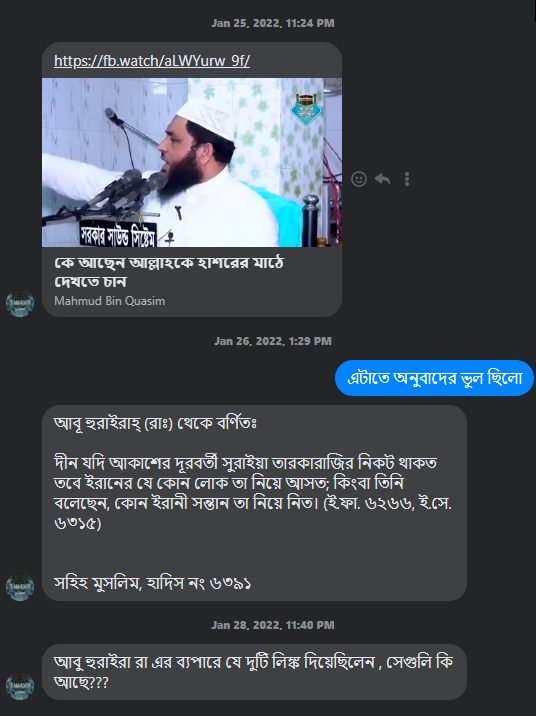 Jan 25, 2022, 11:24 PM
https://fb.watch/aLWYurw_9f/
সরকার সাউন্ড সিস্টেম
কে আছেন আল্লাহকে হাশরের মাঠে
দেখতে চান
Mahmud Bin Quasim
Jan 26, 2022, 1:29 PM
এটাতে অনুবাদের ভুল ছিলো
আবূ হুরাইরাহ্ (রাঃ) থেকে বর্ণিতঃ
দীন যদি আকাশের দূরবর্তী সুরাইয়া তারকারাজির নিকট থাকত
তবে ইরানের যে কোন লোক তা নিয়ে আসত; কিংবা তিনি
বলেছেন, কোন ইরানী সন্তান তা নিয়ে নিত। (ই.ফা. ৬২৬৬, ই.সে.
৬৩১৫)
সহিহ মুসলিম, হাদিস নং ৬৩৯১
Jan 28, 2022, 11:40 PM
আবু হুরাইরা রা এর ব্যপারে যে দুটি লিঙ্ক দিয়েছিলেন , সেগুলি কি
আছে???